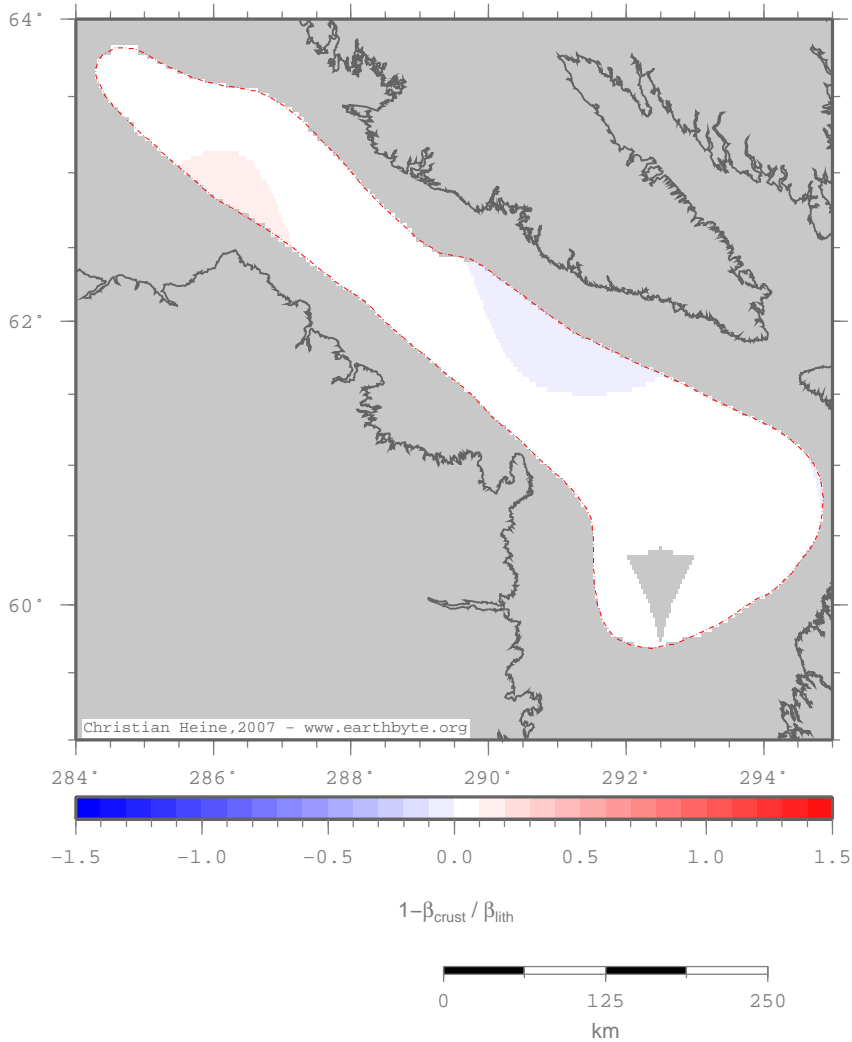 64°
62°
60°
Christian Heine,2007 - www.earthbyte.org
284° 286° 288° 290° 292° 294°
-1.5 -1.0 -0.5 0.0 0.5 1.0 1.5
1−βcrust / βlith
0 125 250
km